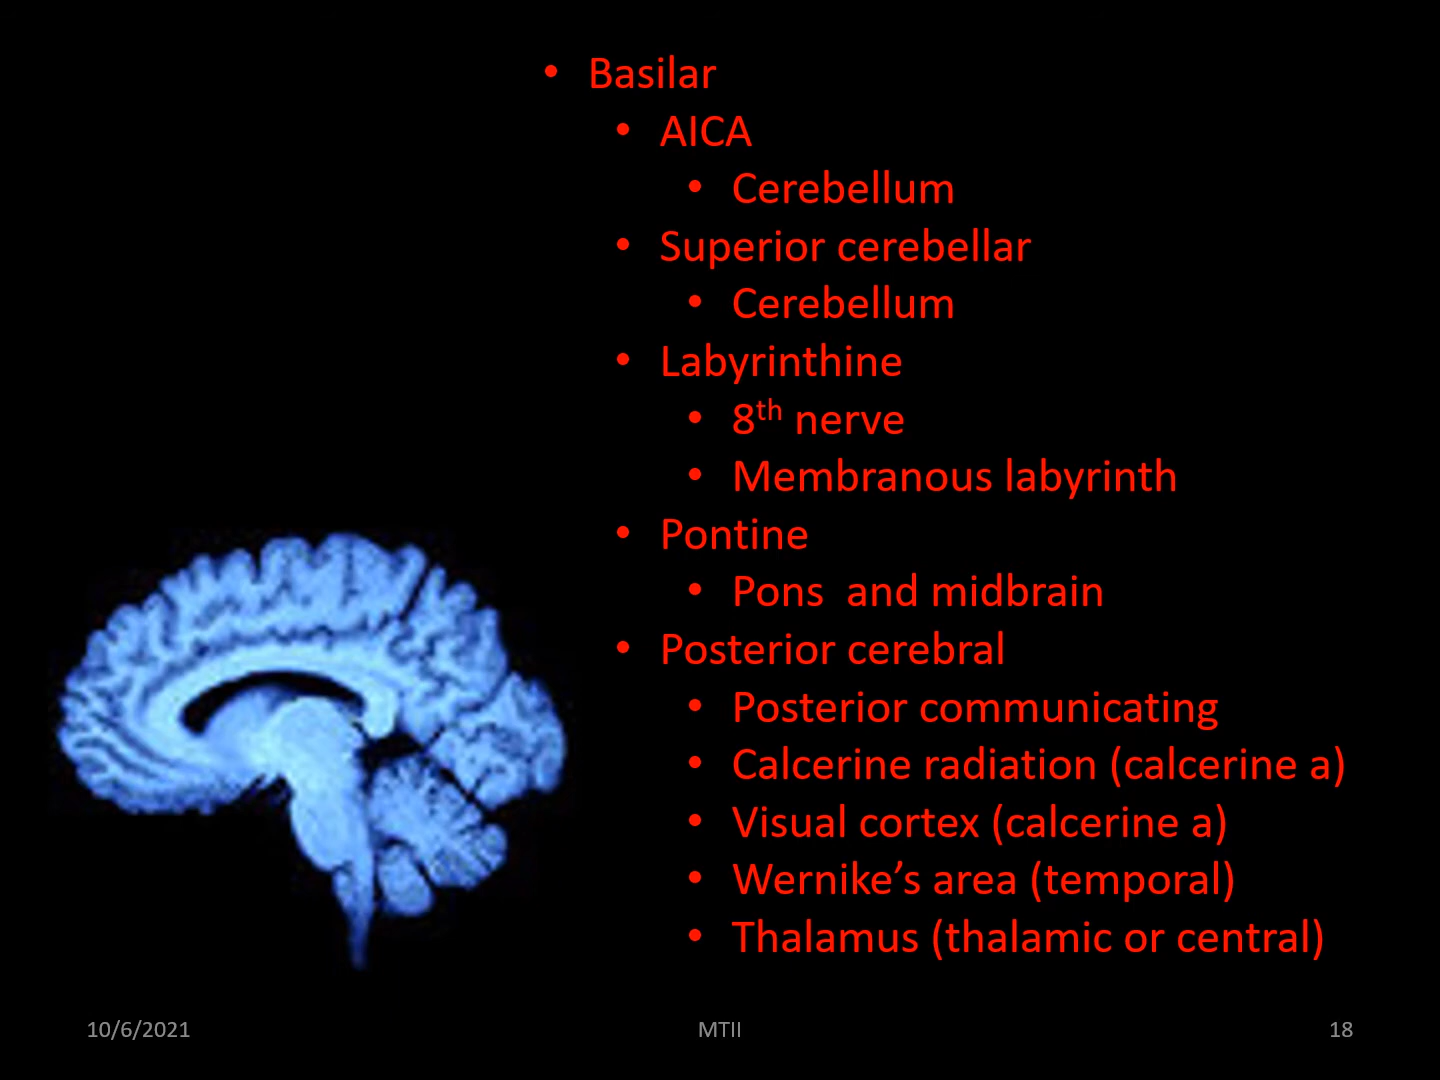 • Basilar
• AICA
• Cerebellum
• Superior cerebellar
• Cerebellum
• Labyrinthine
• 8th nerve
• Membranous labyrinth
• Pontine
• Pons  and midbrain
• Posterior cerebral
• Posterior communicating
• Calcerine radiation (calcerine a)
• Visual cortex (calcerine a)
• Wernike’s area (temporal)
• Thalamus (thalamic or central)
10/6/2021
MTII
18